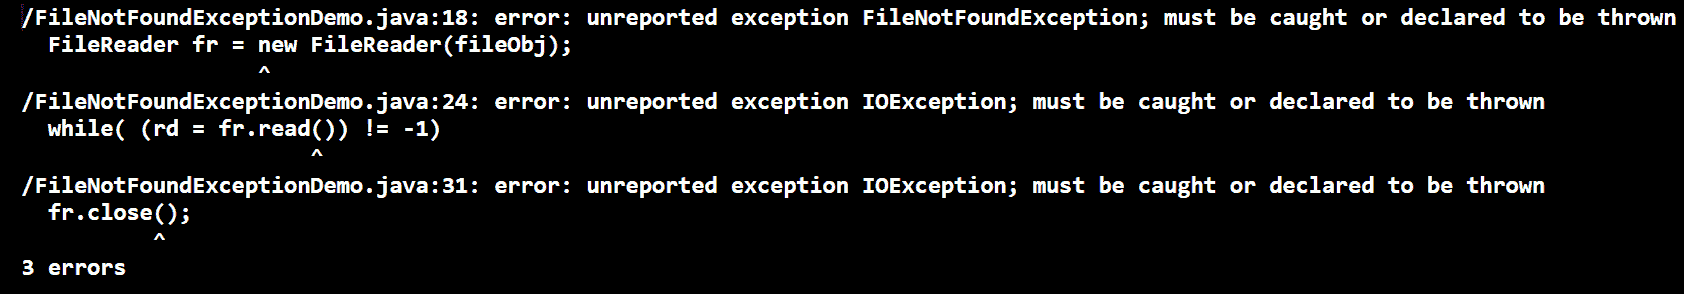 /FileNotFoundExceptionDemo.java:18: error: unreported exception FileNotFoundException; must be caught or declared to be thrown
  FileReader fr = new FileReader(fileObj);
                  ^
/FileNotFoundExceptionDemo.java:24: error: unreported exception IOException; must be caught or declared to be thrown
  while( (rd = fr.read()) != -1)
                      ^
/FileNotFoundExceptionDemo.java:31: error: unreported exception IOException; must be caught or declared to be thrown
  fr.close();
          ^
3 errors